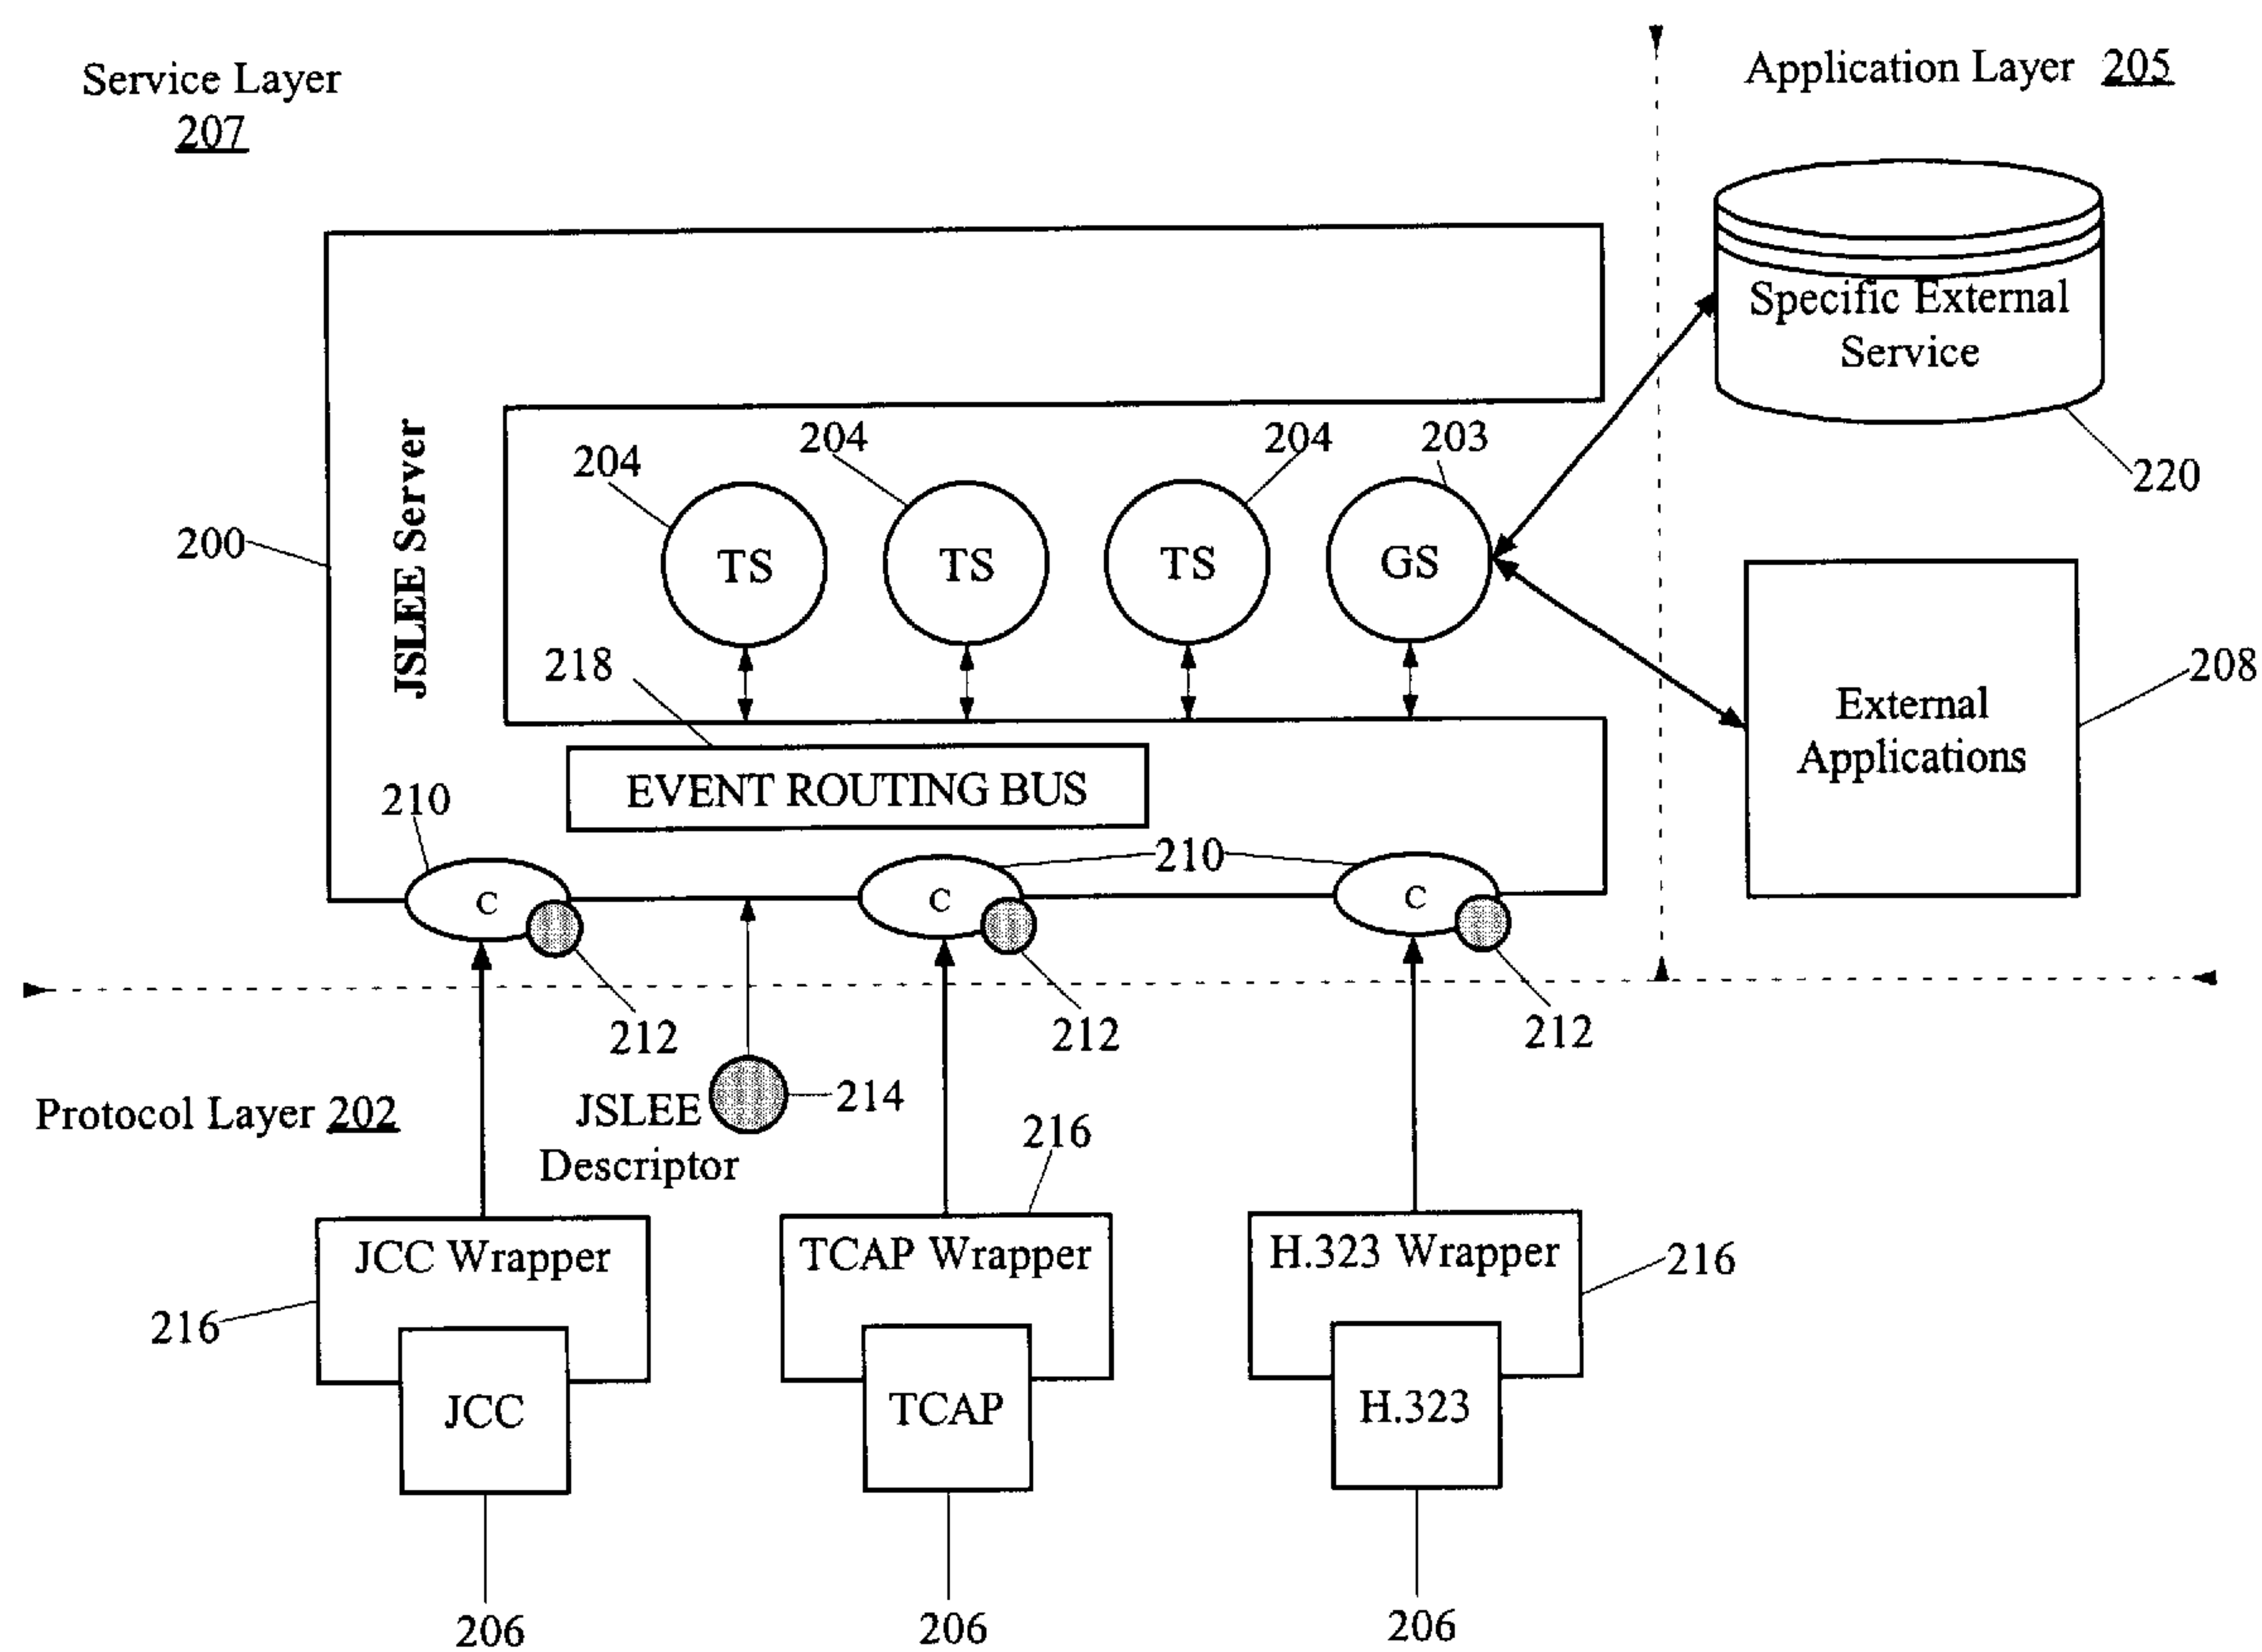 Service Layer
207
Application Layer 205
Specific External
Service
220
JSLEE Server
200
204
204
204
203
TS
TS
TS
GS
218
EVENT ROUTING BUS
External
Applications
208
210
210
C
C
C
212
212
212
Protocol Layer 202
JSLEE
Descriptor
214
216
JCC Wrapper
TCAP Wrapper
H.323 Wrapper
216
216
JCC
TCAP
H.323
206
206
206